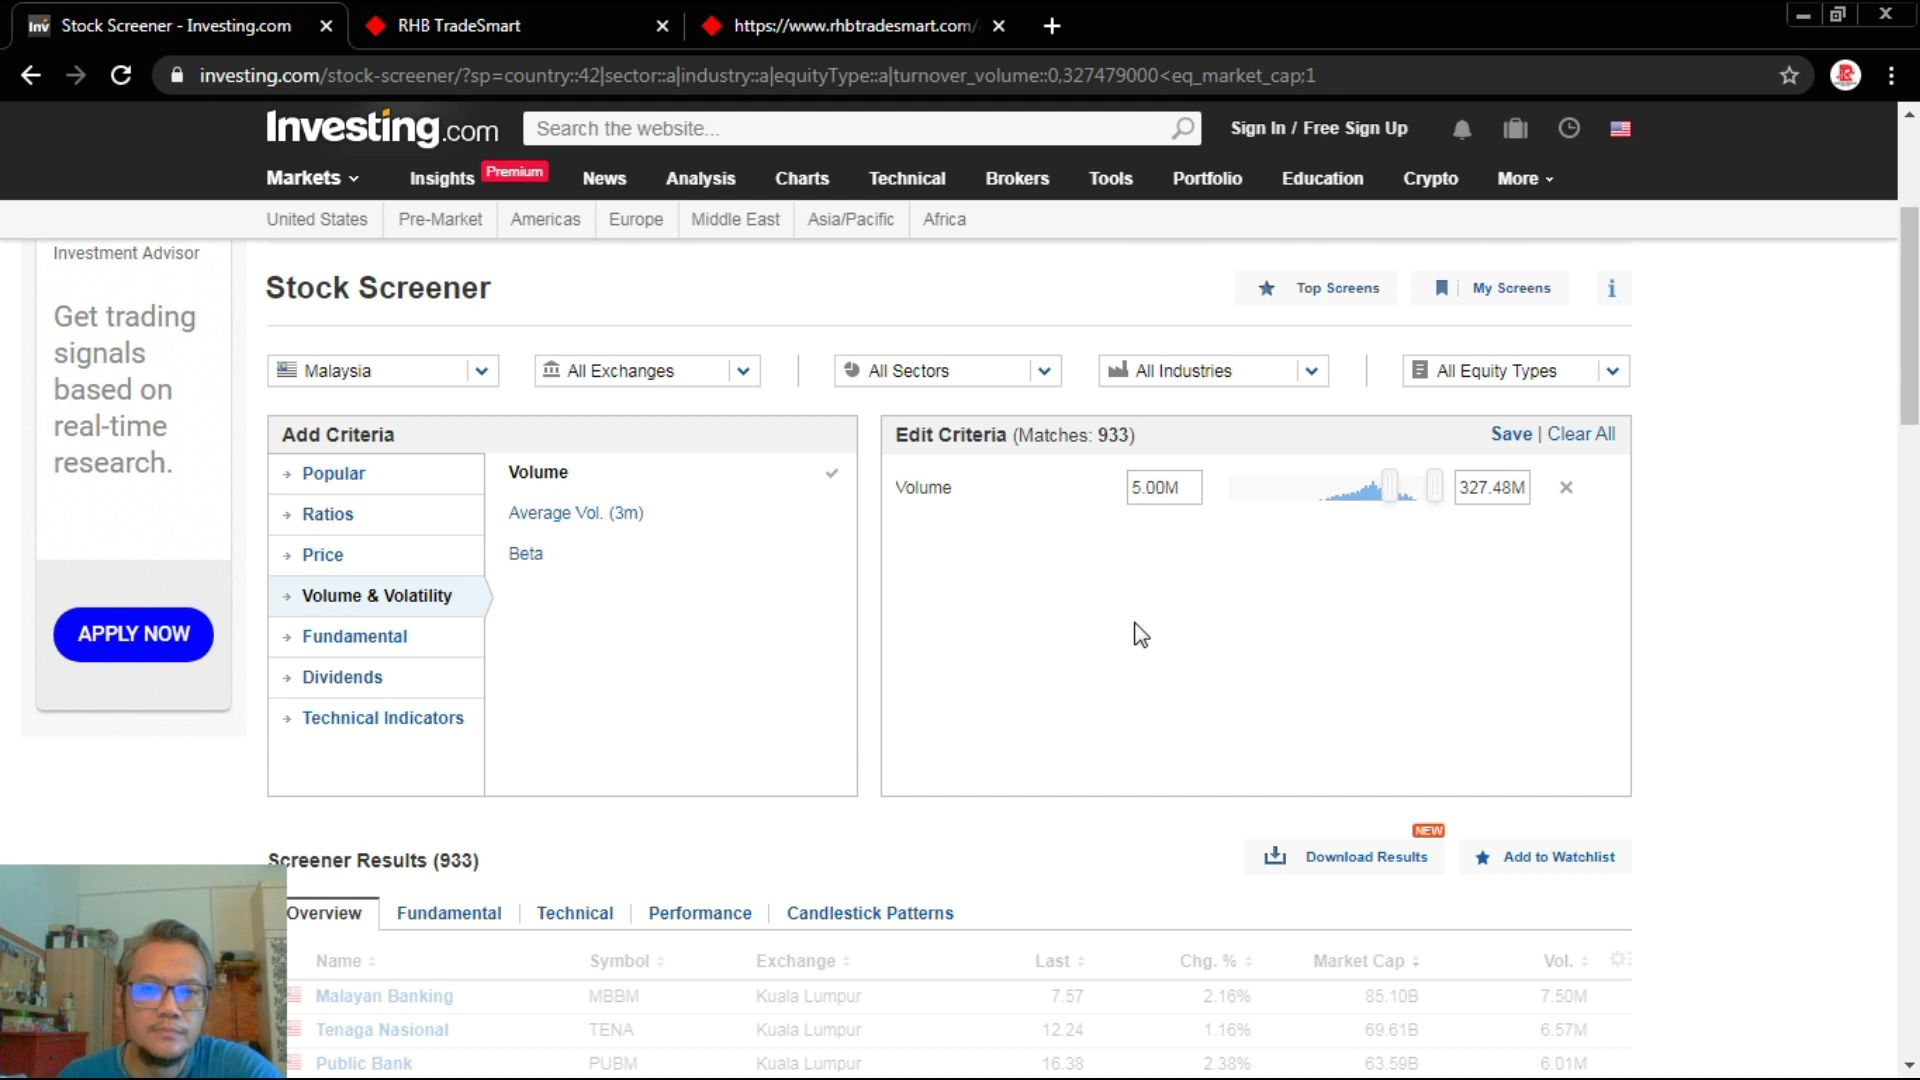 Stock Screener - Investing.com
RHB TradeSmart
https://www.rhbtradesmart.com/
investing.com/stock-screener/?sp=country::42|sector::a|industry::a|equityType::a|turnover_volume::0,327479000<eq_market_cap;1
Investing.com
Search the website...
Sign In / Free Sign Up
Markets
Insights
Premium
News
Analysis
Charts
Technical
Brokers
Tools
Portfolio
Education
Crypto
More
United States
Pre-Market
Americas
Europe
Middle East
Asia/Pacific
Africa
Investment Advisor
Get trading
signals
based on
real-time
research.
APPLY NOW
Stock Screener
Top Screens
My Screens
Malaysia
All Exchanges
All Sectors
All Industries
All Equity Types
Add Criteria
Popular
Ratios
Price
Volume & Volatility
Fundamental
Dividends
Technical Indicators
Volume
Average Vol. (3m)
Beta
Edit Criteria (Matches: 933)
Save | Clear All
Volume
5.00M
327.48M
Screener Results (933)
NEW
Download Results
Add to Watchlist
Overview
Fundamental
Technical
Performance
Candlestick Patterns
Name Symbol Exchange Last Chg. % Market Cap Vol.
Malayan Banking MBBM Kuala Lumpur 7.57 2.16% 85.10B 7.50M
Tenaga Nasional TENA Kuala Lumpur 12.24 1.16% 69.61B 6.57M
Public Bank PUBM Kuala Lumpur 16.38 2.38% 63.59B 6.01M